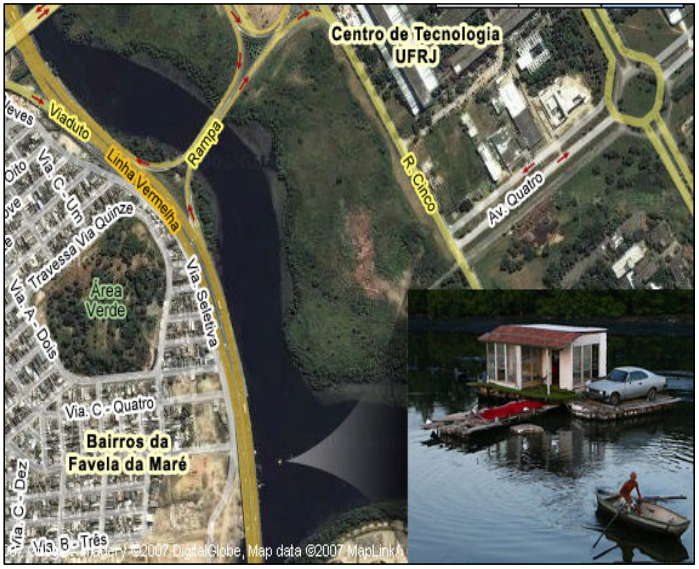 Centro de Tecnologia
UFRJ
Viaduto
Rampa
Linha Vermelha
R. Cinco
Av. Quatro
Neves
Via C - Um
Oito
Travessa Via Quinze
Área
Verde
Via. A - Dois
Via. Seletiva
Via. C - Quatro
Bairros da
Favela da Maré
Via. C - Dez
Via. B - Três
Imagery ©2007 DigitalGlobe, Map data ©2007 MapLink/